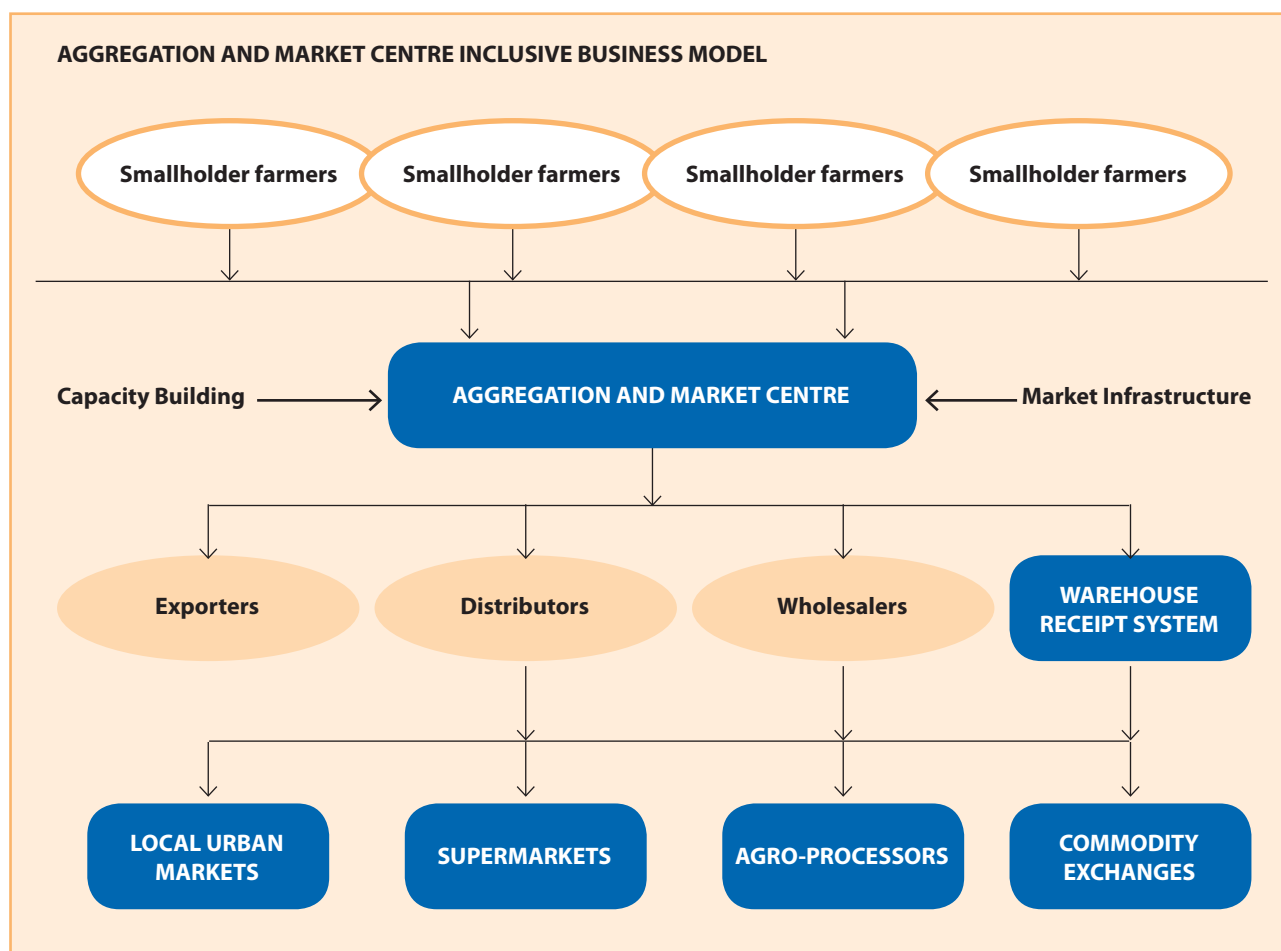 AGGREGATION AND MARKET CENTRE INCLUSIVE BUSINESS MODEL
Smallholder farmers
Smallholder farmers
Smallholder farmers
Smallholder farmers
Capacity Building
AGGREGATION AND MARKET CENTRE
Market Infrastructure
Exporters
Distributors
Wholesalers
WAREHOUSE
RECEIPT SYSTEM
LOCAL URBAN
MARKETS
SUPERMARKETS
AGRO-PROCESSORS
COMMODITY
EXCHANGES